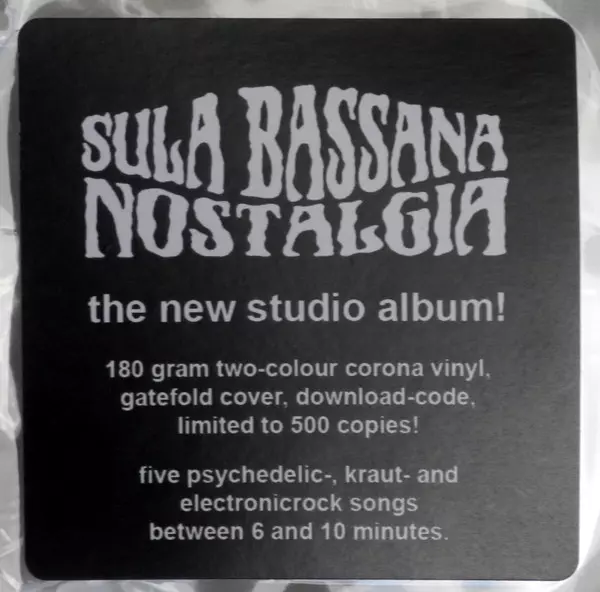 SULA BASSANA
NOSTALGIA
the new studio album!
180 gram two-colour corona vinyl,
gatefold cover, download-code,
limited to 500 copies!
five psychedelic-, kraut- and
electronicrock songs
between 6 and 10 minutes.